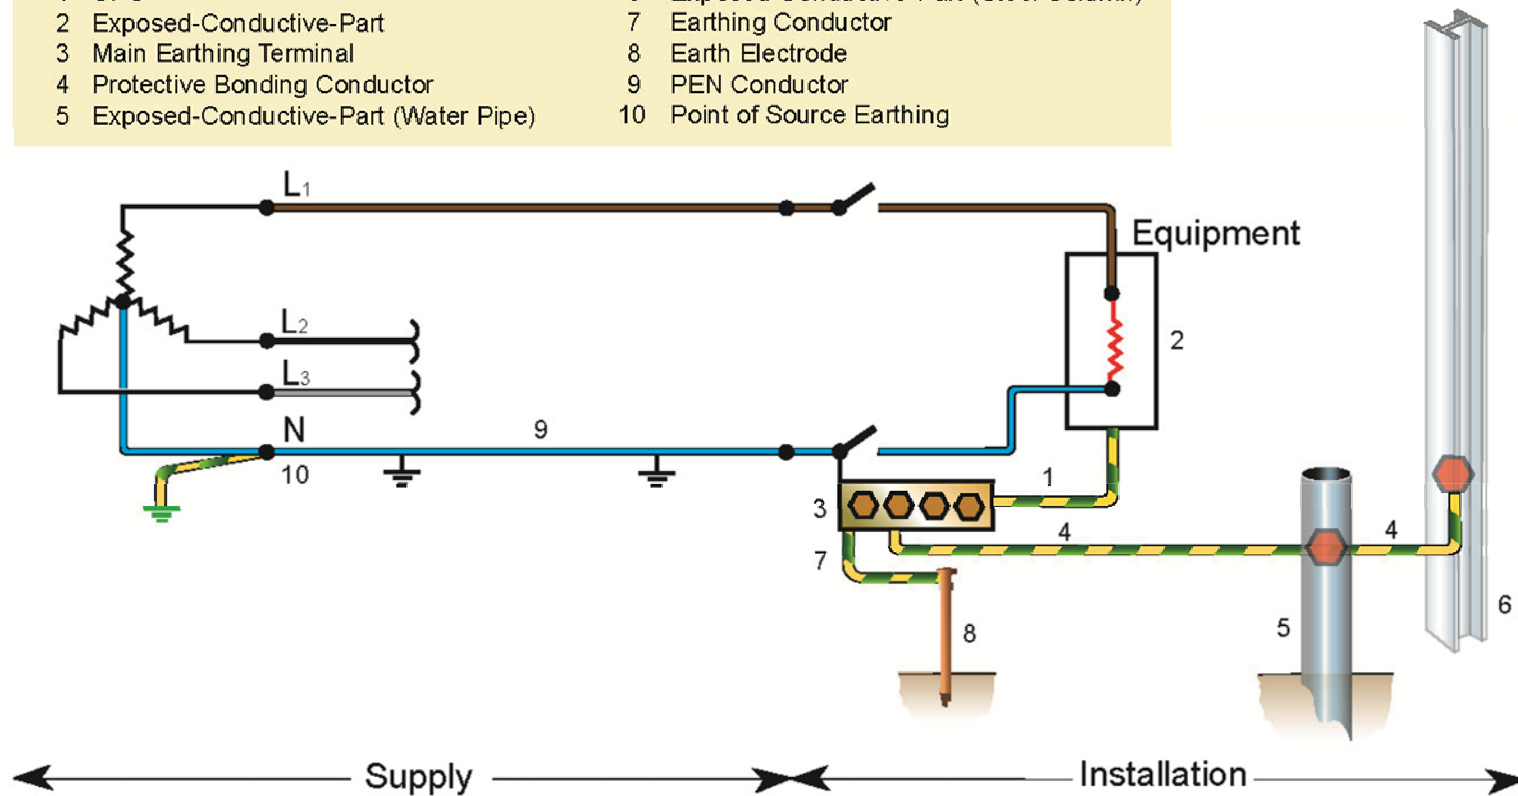 2 Exposed-Conductive-Part
3 Main Earthing Terminal
4 Protective Bonding Conductor
5 Exposed-Conductive-Part (Water Pipe)
7 Earthing Conductor
8 Earth Electrode
9 PEN Conductor
10 Point of Source Earthing
L1
Equipment
L2
2
L3
N
9
10
1
3
4
4
7
6
5
8
Supply
Installation